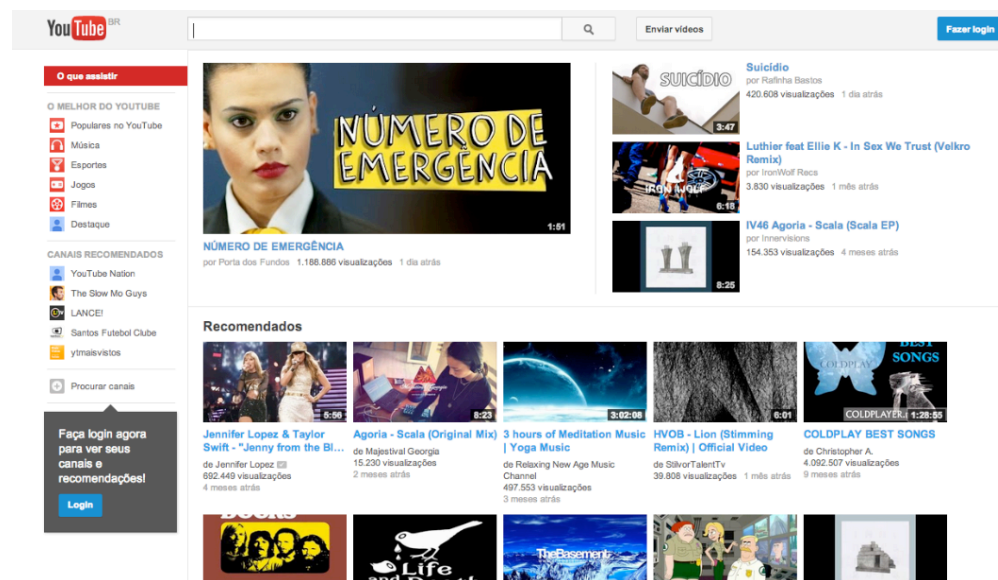 YouTube BR
Enviar vídeos
Fazer login
O que assistir
O MELHOR DO YOUTUBE
Populares no YouTube
Música
Esportes
Jogos
Filmes
Destaque
CANAIS RECOMENDADOS
YouTube Nation
The Slow Mo Guys
LANCE!
Santos Futebol Clube
ytmaisvistos
Procurar canais
Faça login agora
para ver seus
canais e
recomendações!
Login
NÚMERO DE
EMERGÊNCIA
1:51
NÚMERO DE EMERGÊNCIA
por Porta dos Fundos 1.186.886 visualizações 1 dia atrás
SUICÍDIO
3:47
Suicídio
por Rafinha Bastos
420.608 visualizações 1 dia atrás
IRON WOLF
6:18
Luthier feat Ellie K - In Sex We Trust (Velkro
Remix)
por IronWolf Recs
3.830 visualizações 1 mês atrás
8:25
IV46 Agoria - Scala (Scala EP)
por Innervisions
154.353 visualizações 4 meses atrás
Recomendados
5:56
Jennifer Lopez & Taylor
Swift - "Jenny from the Bl...
de Jennifer Lopez
692.449 visualizações
4 meses atrás
8:23
Agoria - Scala (Original Mix)
de Majestival Georgia
15.230 visualizações
2 meses atrás
3:02:08
3 hours of Meditation Music
| Yoga Music
de Relaxing New Age Music
Channel
497.553 visualizações
3 meses atrás
6:01
HVOB - Lion (Stimming
Remix) | Official Video
de StilvorTalentTv
39.808 visualizações 1 mês atrás
BEST
SONGS
COLDPLAY
COLDPLAYER.
1:28:55
COLDPLAY BEST SONGS
de Christopher A.
4.092.507 visualizações
9 meses atrás
DOORS
Life
and Death
TheBasement